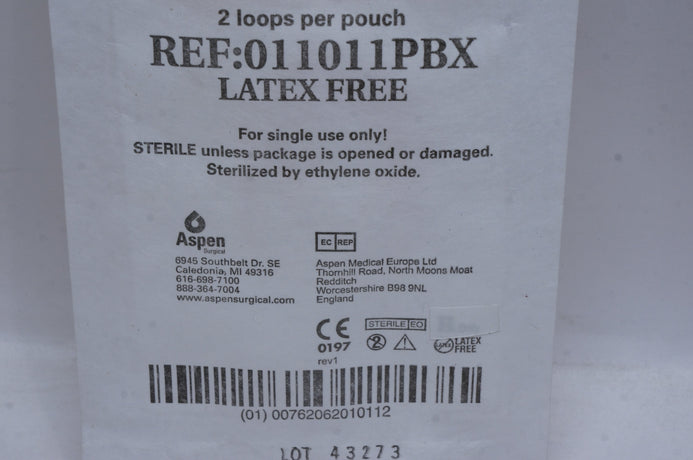 2 loops per pouch
REF:011011PBX
LATEX FREE
For single use only!
STERILE unless package is opened or damaged.
Sterilized by ethylene oxide.
Aspen
Surgical
6945 Southbelt Dr. SE
Caledonia, MI 49316
616-698-7100
888-364-7004
www.aspensurgical.com
EC REP
Aspen Medical Europe Ltd
Thornhill Road, North Moons Moat
Redditch
Worcestershire B98 9NL
England
CE
0197
rev1
STERILE EO
2
LATEX
LATEX
FREE
(01) 00762062010112
LOT 43273